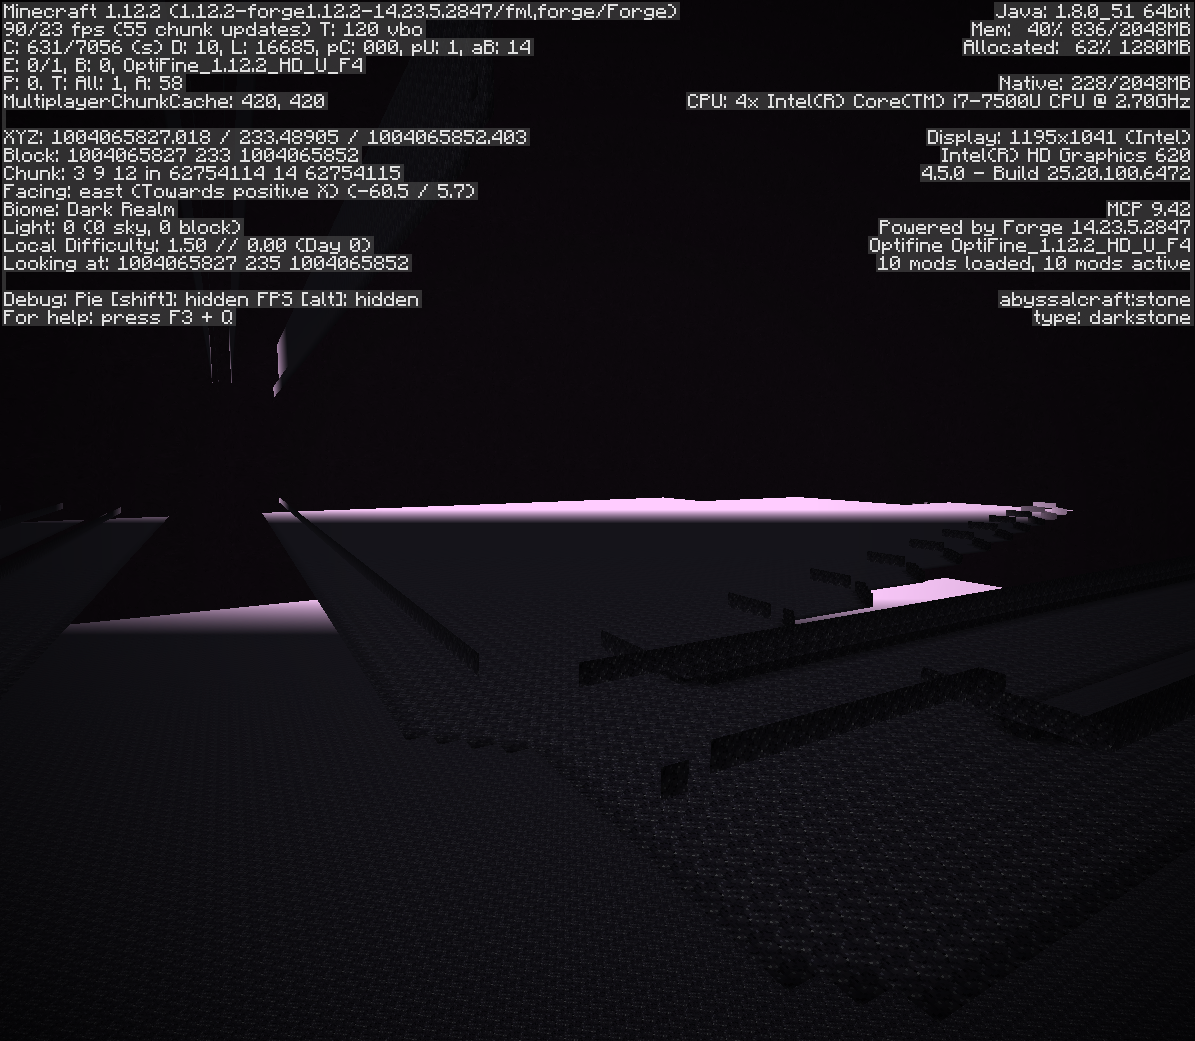 Minecraft 1.12.2 (1.12.2-forge1.12.2-14.23.5.2847/fml,forge/Forge)
90/23 fps (55 chunk updates) T: 120 vbo
C: 631/7056 (s) D: 10, L: 16685, pC: 000, pU: 1, aB: 14
E: 0/1, B: 0, OptiFine_1.12.2_HD_U_F4
P: 0. T: All: 1, A: 58
MultiplayerChunkCache: 420, 420
XYZ: 1004065827.018 / 233.48905 / 1004065852.403
Block: 1004065827 233 1004065852
Chunk: 3 9 12 in 62754114 14 62754115
Facing: east (Towards positive X) (-60.5 / 5.7)
Biome: Dark Realm
Light: 0 (0 sky, 0 block)
Local Difficulty: 1.50 // 0.00 (Day 0)
Looking at: 1004065827 235 1004065852
Debug: Pie [shift]: hidden FPS [alt]: hidden
For help: press F3 + Q
Java: 1.8.0_51 64bit
Mem: 40% 836/2048MB
Allocated: 62% 1280MB
Native: 228/2048MB
CPU: 4x Intel(R) Core(TM) i7-7500U CPU @ 2.70GHz
Display: 1195x1041 (Intel)
Intel(R) HD Graphics 620
4.5.0 - Build 25.20.100.6472
MCP 9.42
Powered by Forge 14.23.5.2847
Optifine OptiFine_1.12.2_HD_U_F4
10 mods loaded, 10 mods active
abyssalcraft:stone
type: darkstone